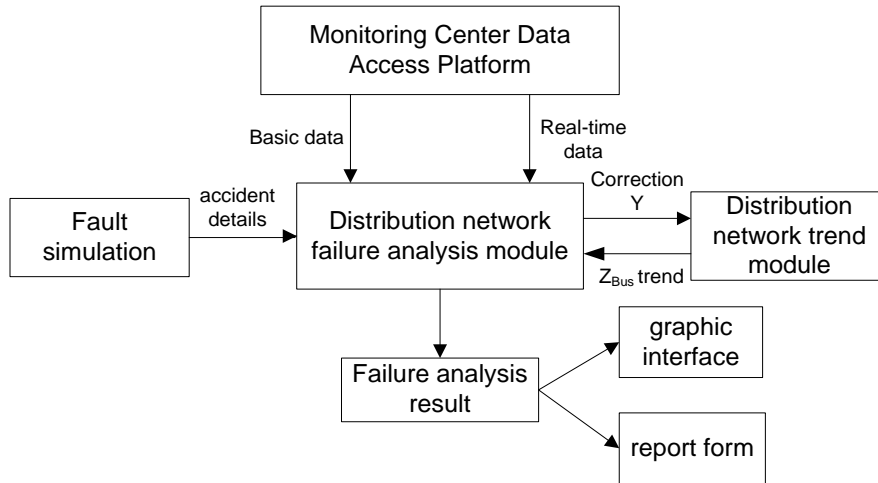 Monitoring Center Data
Access Platform
Basic data
Real-time
data
accident
details
Correction
Y
Fault
simulation
Distribution network
failure analysis module
Distribution
network trend
module
Z_Bus trend
Failure analysis
result
graphic
interface
report form